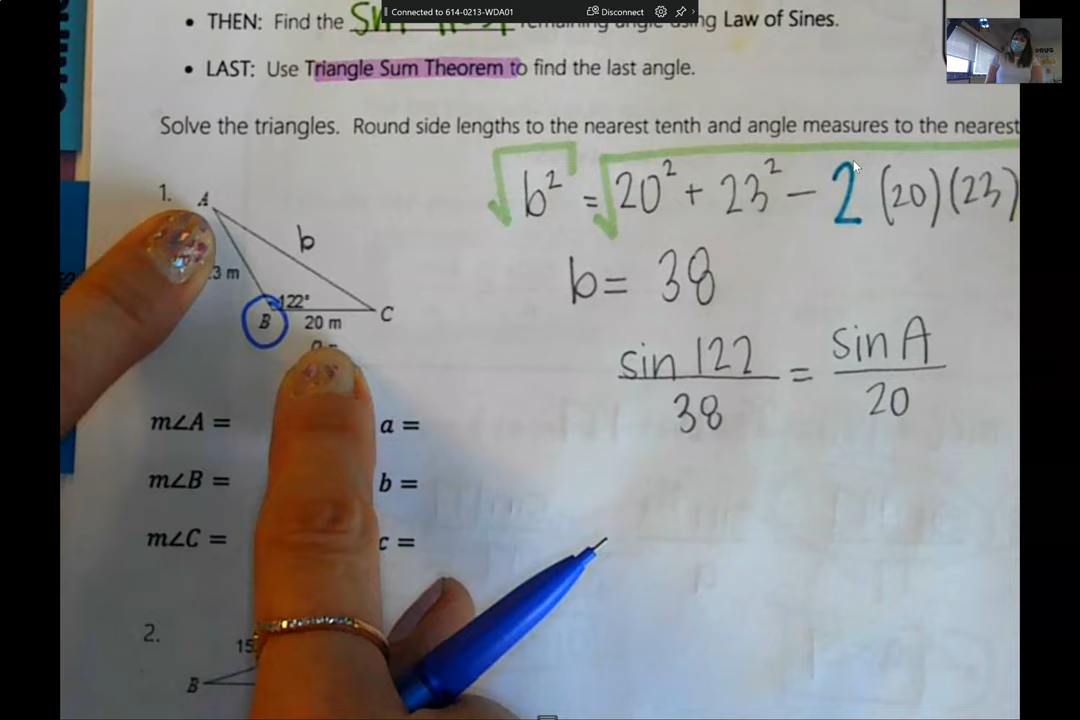 Connected to 614-0213-WDA01 Disconnect
• THEN: Find the remaining angle using Law of Sines.
• LAST: Use Triangle Sum Theorem to find the last angle.
Solve the triangles. Round side lengths to the nearest tenth and angle measures to the nearest
b² = 20² + 23² − 2 (20)(23)
1. A
b
3 m
122°
B 20 m C
b = 38
sin 122 = sin A
38 20
m∠A = a =
m∠B = b =
m∠C = c =
2.
15
B